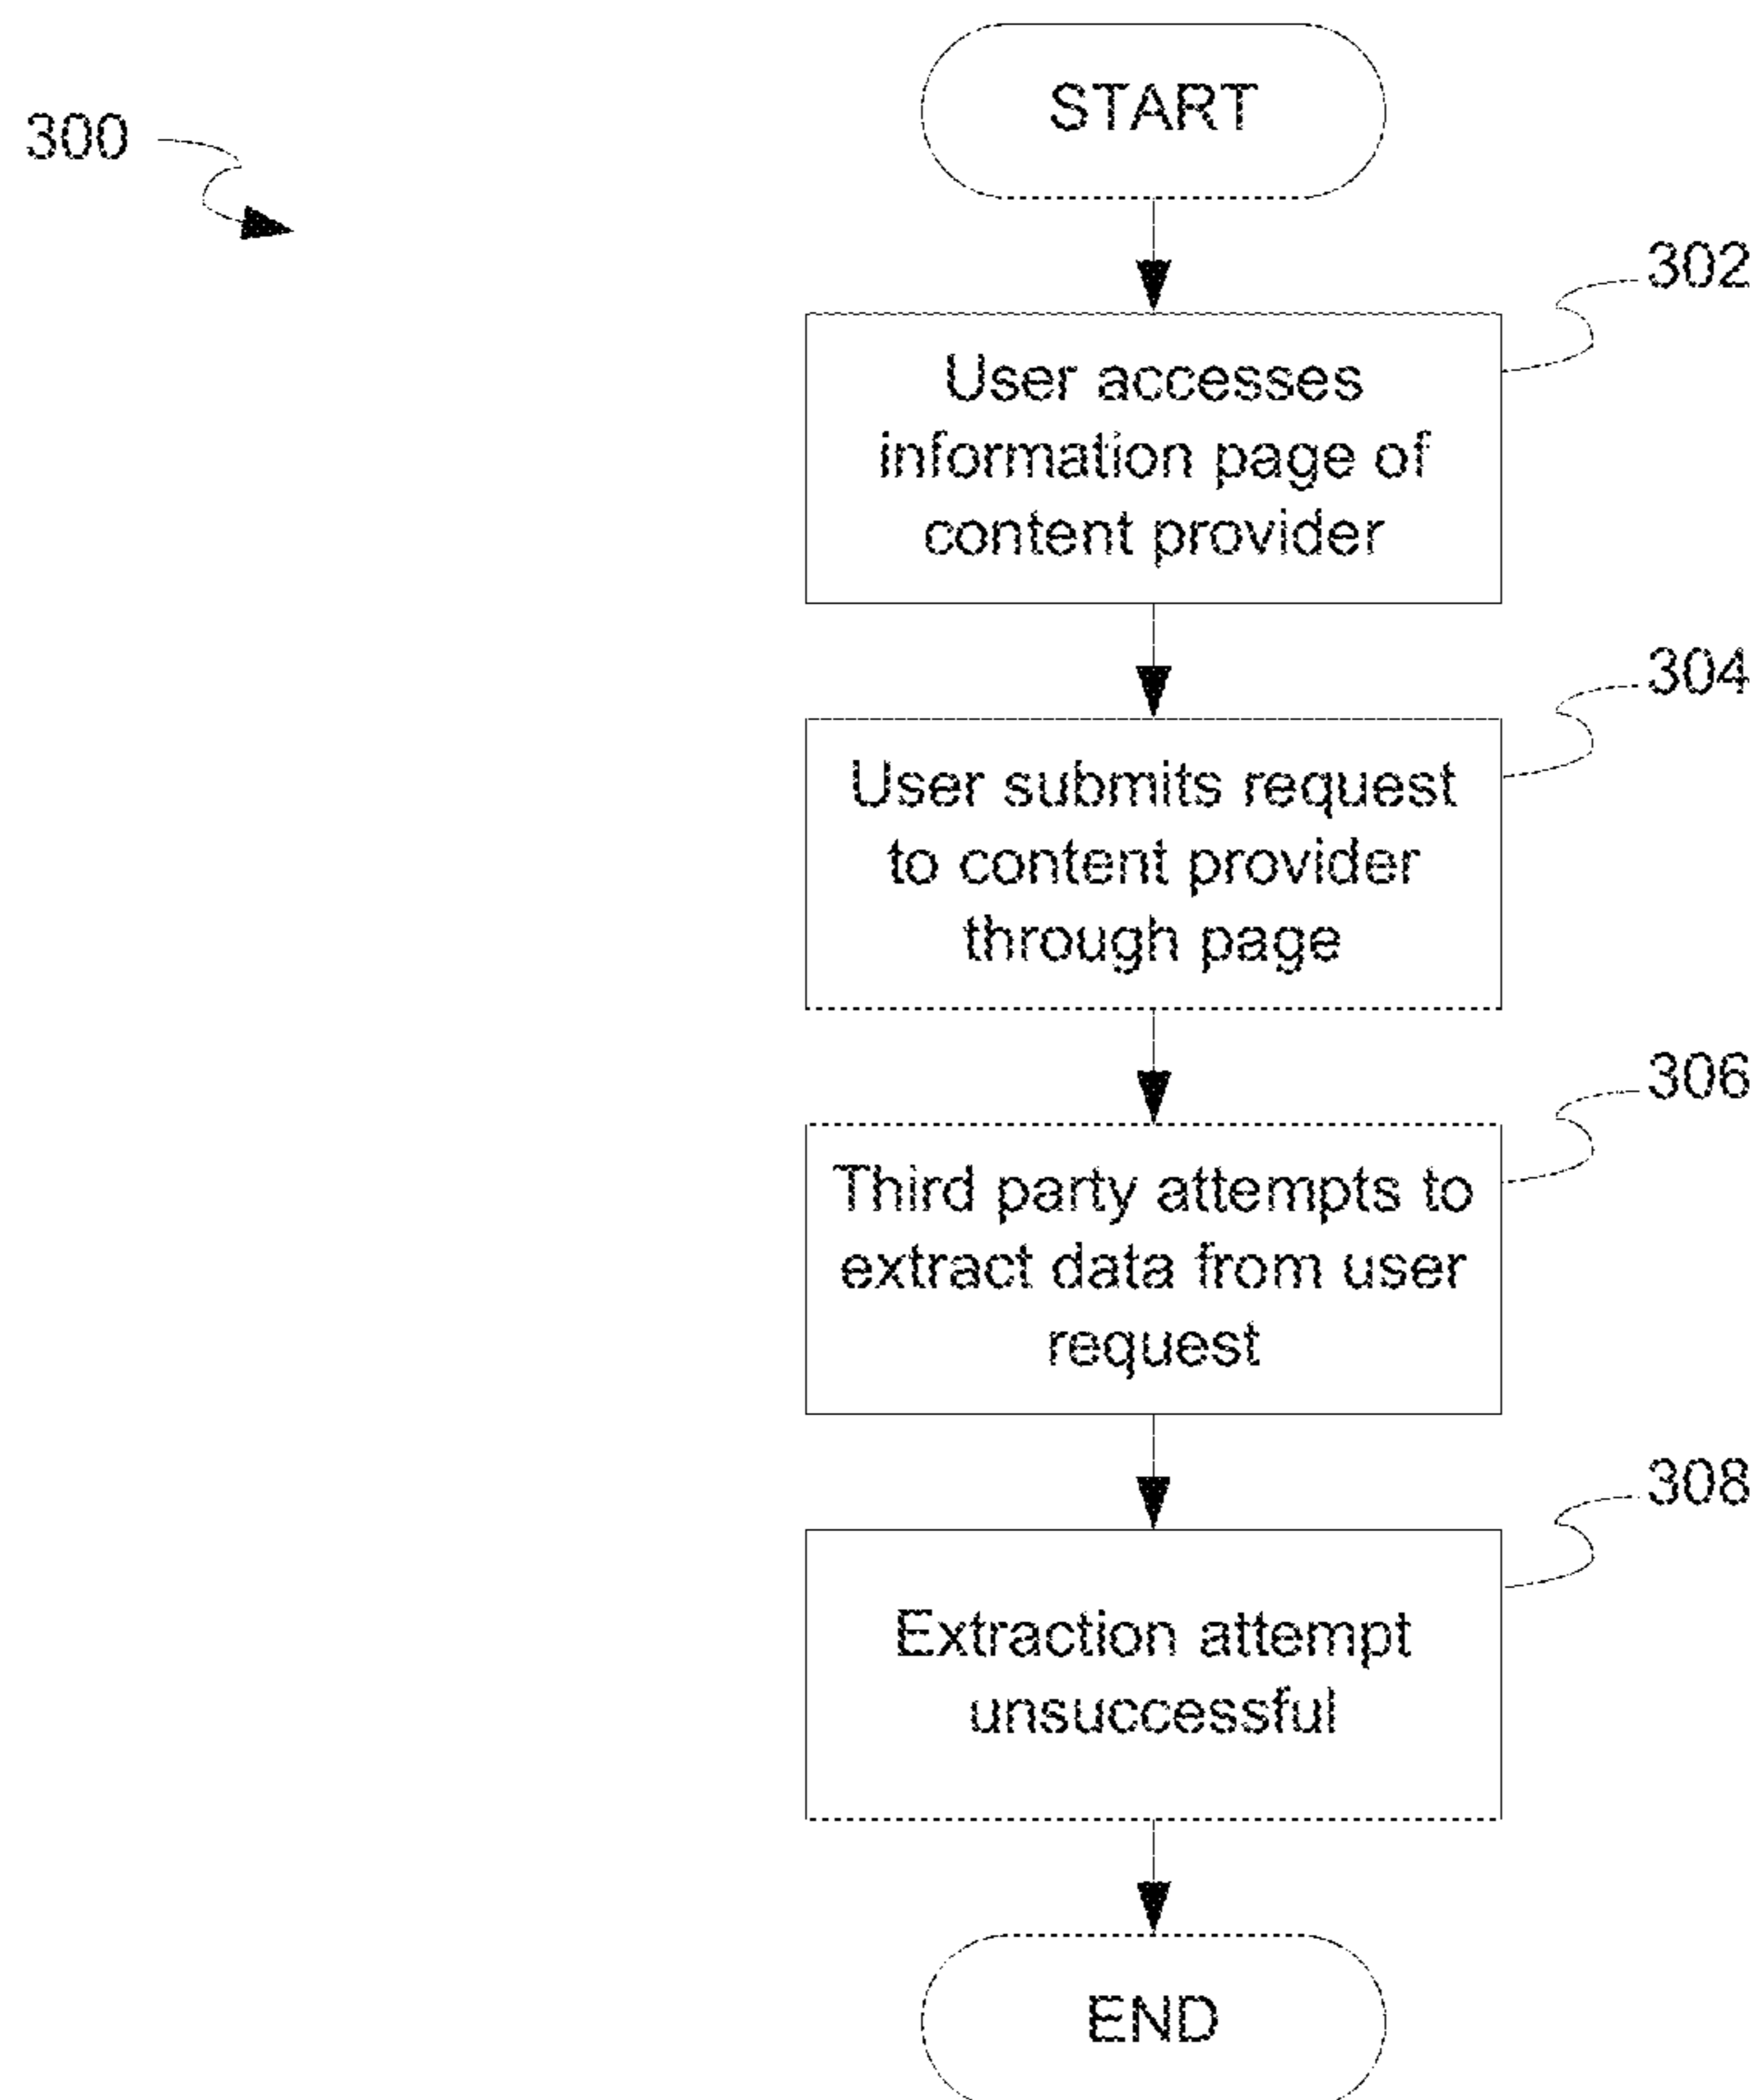 START
300
302
User accesses
information page of
content provider
304
User submits request
to content provider
through page
306
Third party attempts to
extract data from user
request
308
Extraction attempt
unsuccessful
END